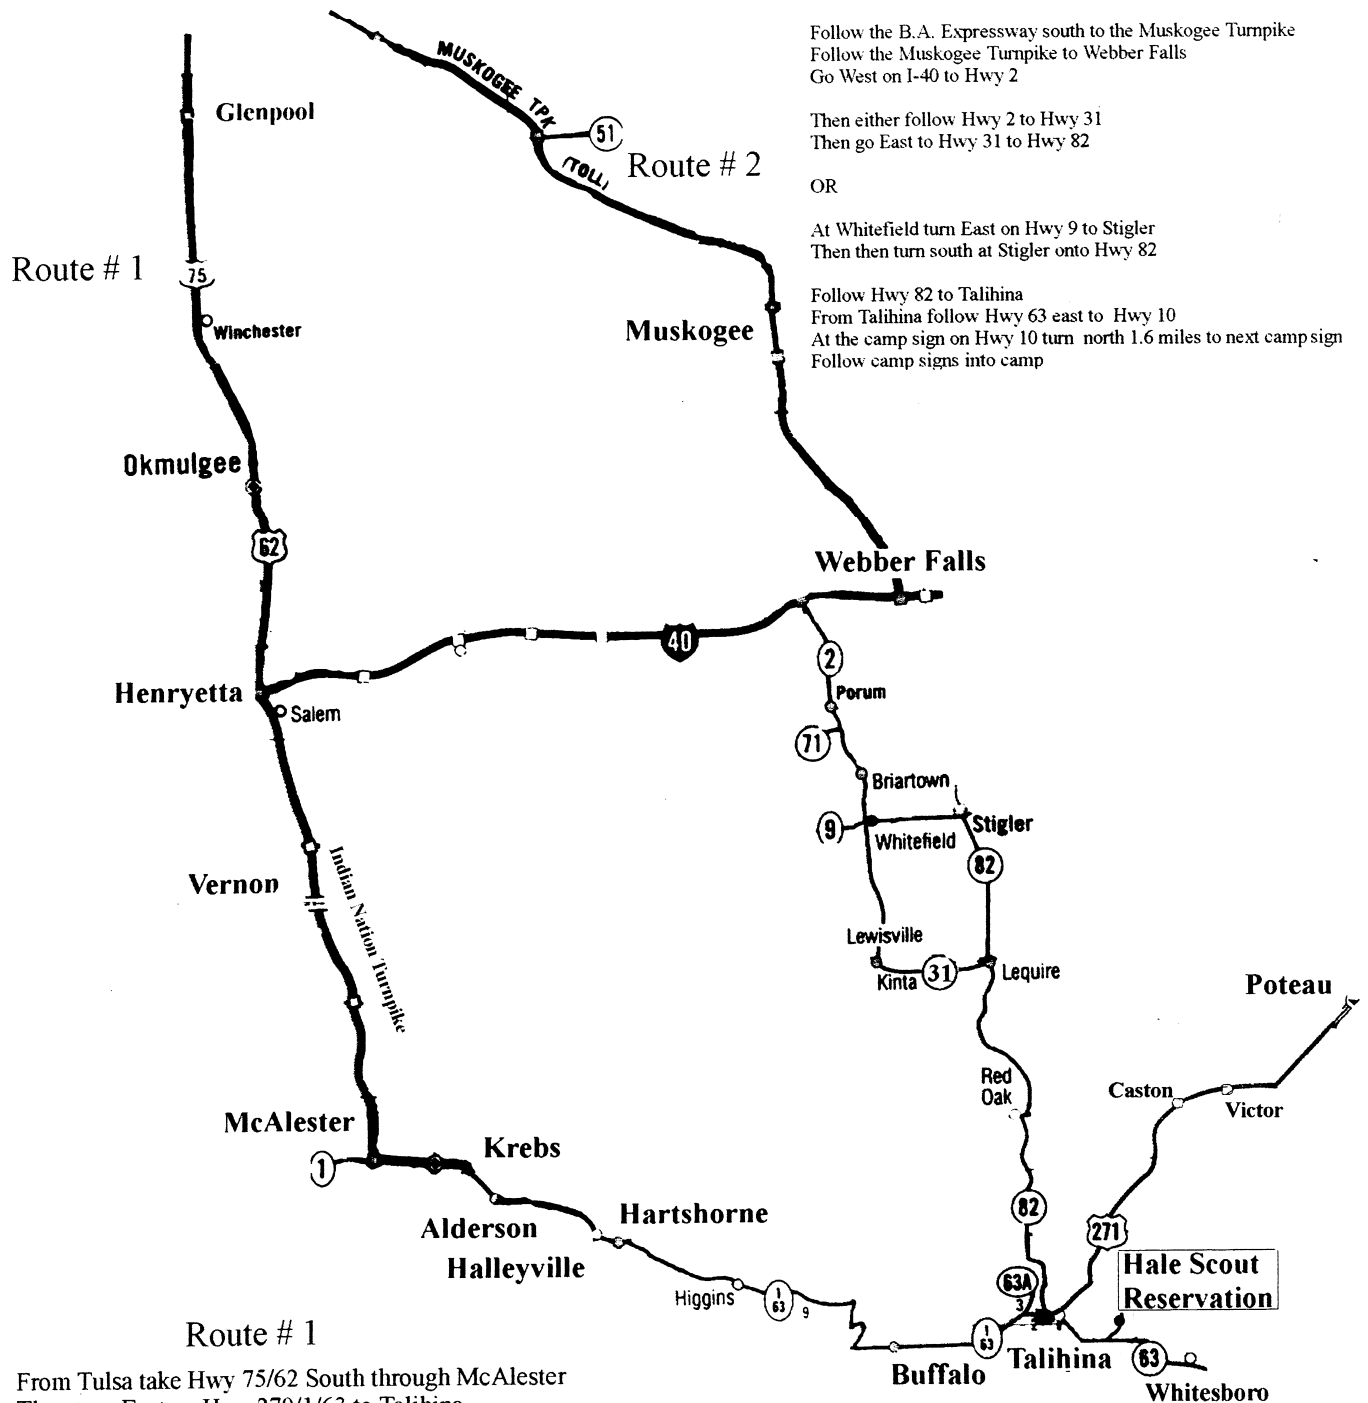 Follow the B.A. Expressway south to the Muskogee Turnpike
Follow the Muskogee Turnpike to Webber Falls
Go West on I-40 to Hwy 2
Then either follow Hwy 2 to Hwy 31
Then go East to Hwy 31 to Hwy 82
OR
At Whitefield turn East on Hwy 9 to Stigler
Then then turn south at Stigler onto Hwy 82
Follow Hwy 82 to Talihina
From Talihina follow Hwy 63 east to Hwy 10
At the camp sign on Hwy 10 turn north 1.6 miles to next camp sign
Follow camp signs into camp
MUSKOGEE TPK
(TOLL)
51
Route # 2
Glenpool
Route # 1
75
Winchester
Muskogee
Okmulgee
62
Webber Falls
40
2
Henryetta
Salem
Porum
71
Briartown
9
Whitefield
Stigler
82
Vernon
Indian Nation Turnpike
Lewisville
Kinta
31
Lequire
Poteau
Red
Oak
Caston
Victor
McAlester
1
Krebs
Alderson
Hartshorne
Halleyville
82
271
Hale Scout
Reservation
Higgins
1
63
9
63A
3
1
63
Buffalo
Talihina
63
Whitesboro
Route # 1
From Tulsa take Hwy 75/62 South through McAlester